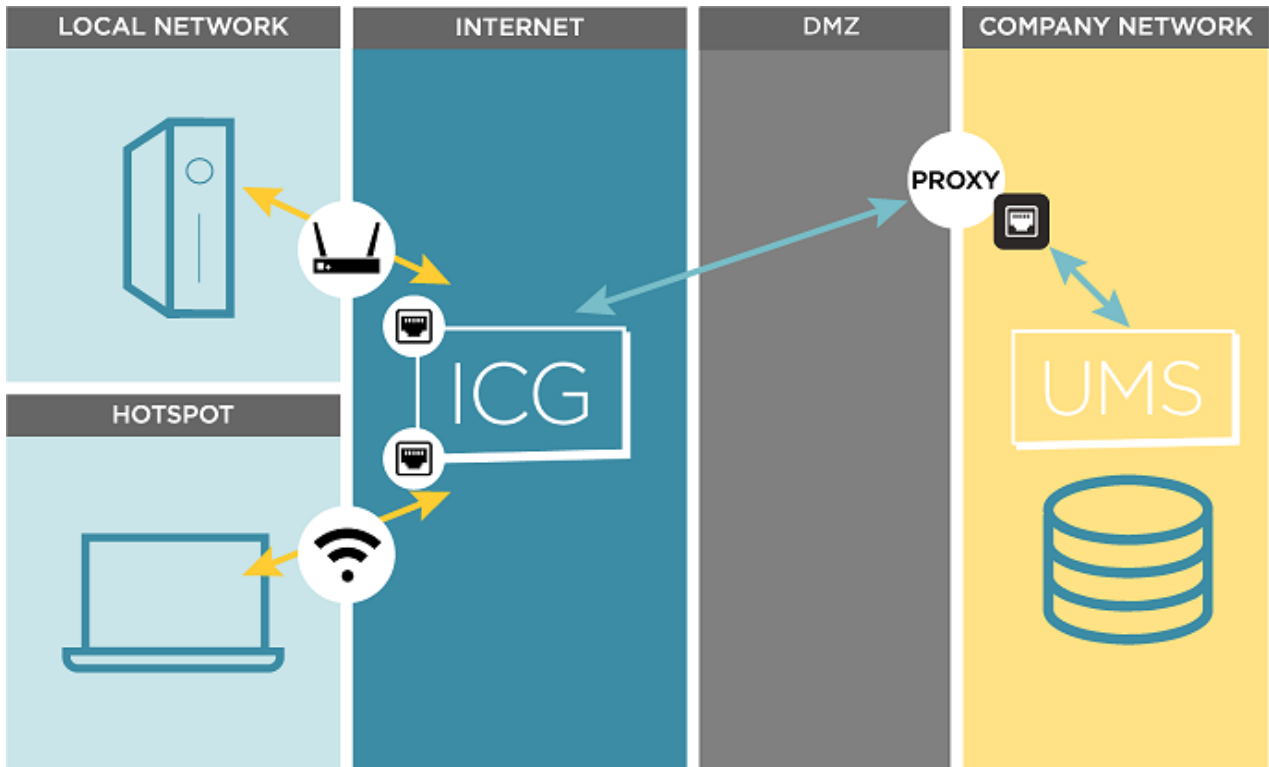 LOCAL NETWORK
INTERNET
DMZ
COMPANY NETWORK
PROXY
ICG
UMS
HOTSPOT